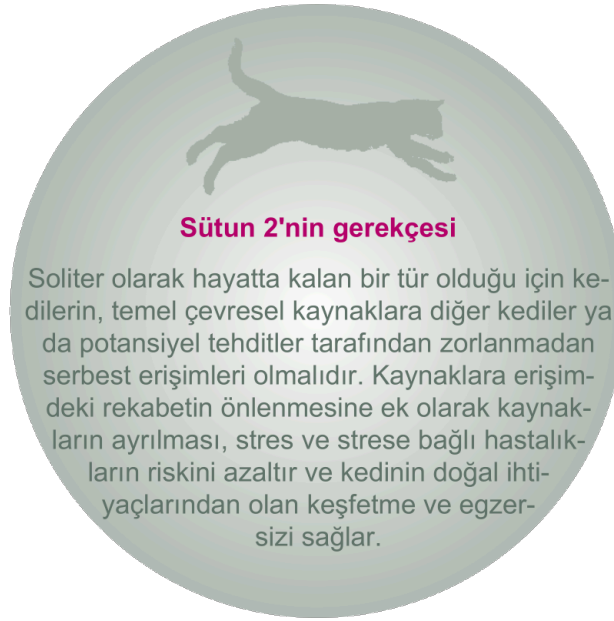 Sütun 2'nin gerekçesi
Soliter olarak hayatta kalan bir tür olduğu için ke-
dilerin, temel çevresel kaynaklara diğer kediler ya
da potansiyel tehditler tarafından zorlanmadan
serbest erişimleri olmalıdır. Kaynaklara erişim-
deki rekabetin önlenmesine ek olarak kaynak-
ların ayrılması, stres ve strese bağlı hastalık-
ların riskini azaltır ve kedinin doğal ihti-
yaçlarından olan keşfetme ve egzer-
sizi sağlar.